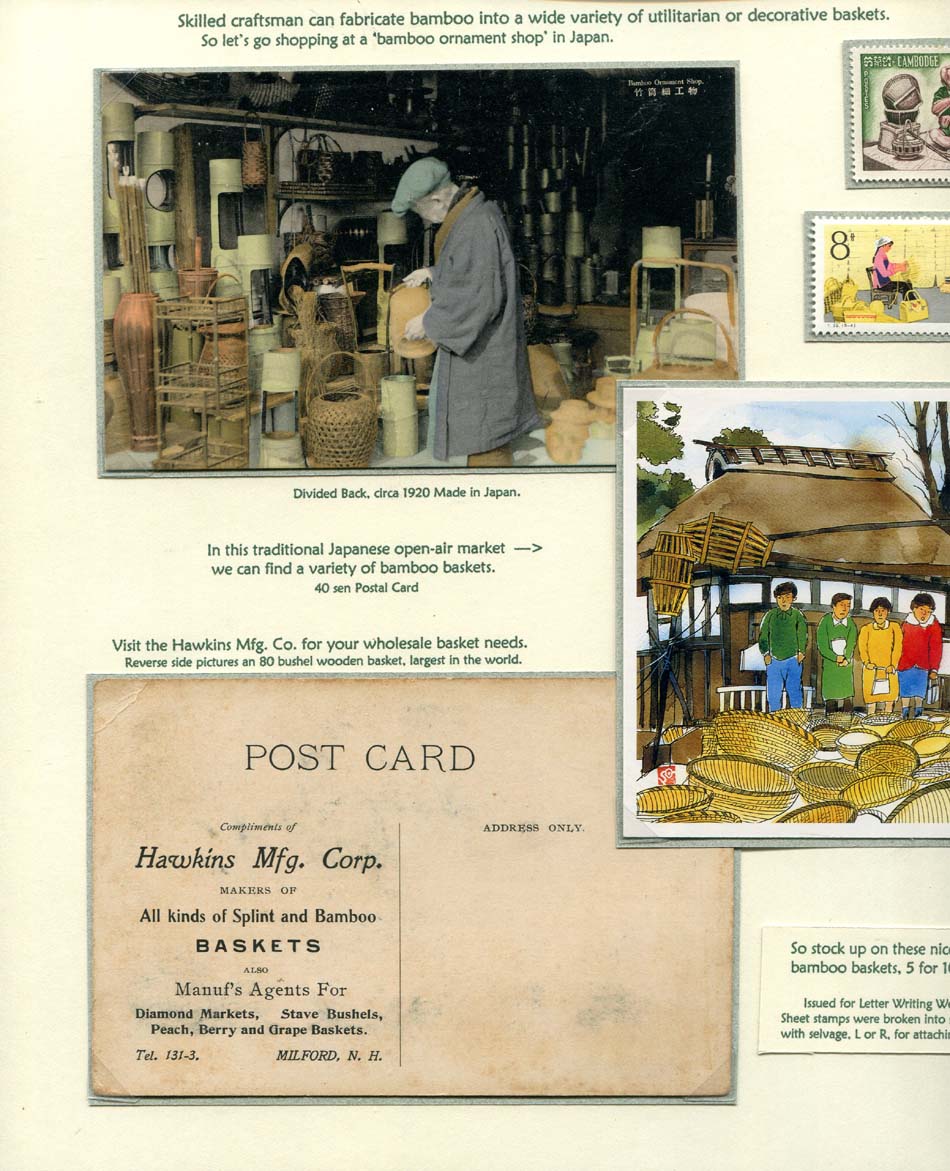 Skilled craftsman can fabricate bamboo into a wide variety of utilitarian or decorative baskets.
So let's go shopping at a 'bamboo ornament shop' in Japan.
Bamboo Ornament Shop.
竹筒細工物
CAMBODGE
POSTES
8
Divided Back, circa 1920 Made in Japan.
In this traditional Japanese open-air market —>
we can find a variety of bamboo baskets.
40 sen Postal Card
Visit the Hawkins Mfg. Co. for your wholesale basket needs.
Reverse side pictures an 80 bushel wooden basket, largest in the world.
POST CARD
Compliments of
Hawkins Mfg. Corp.
MAKERS OF
All kinds of Splint and Bamboo
BASKETS
ALSO
Manuf's Agents For
Diamond Markets, Stave Bushels,
Peach, Berry and Grape Baskets.
Tel. 131-3. MILFORD, N. H.
ADDRESS ONLY.
So stock up on these nic
bamboo baskets, 5 for 1
Issued for Letter Writing W
Sheet stamps were broken into
with selvage, L or R, for attachi